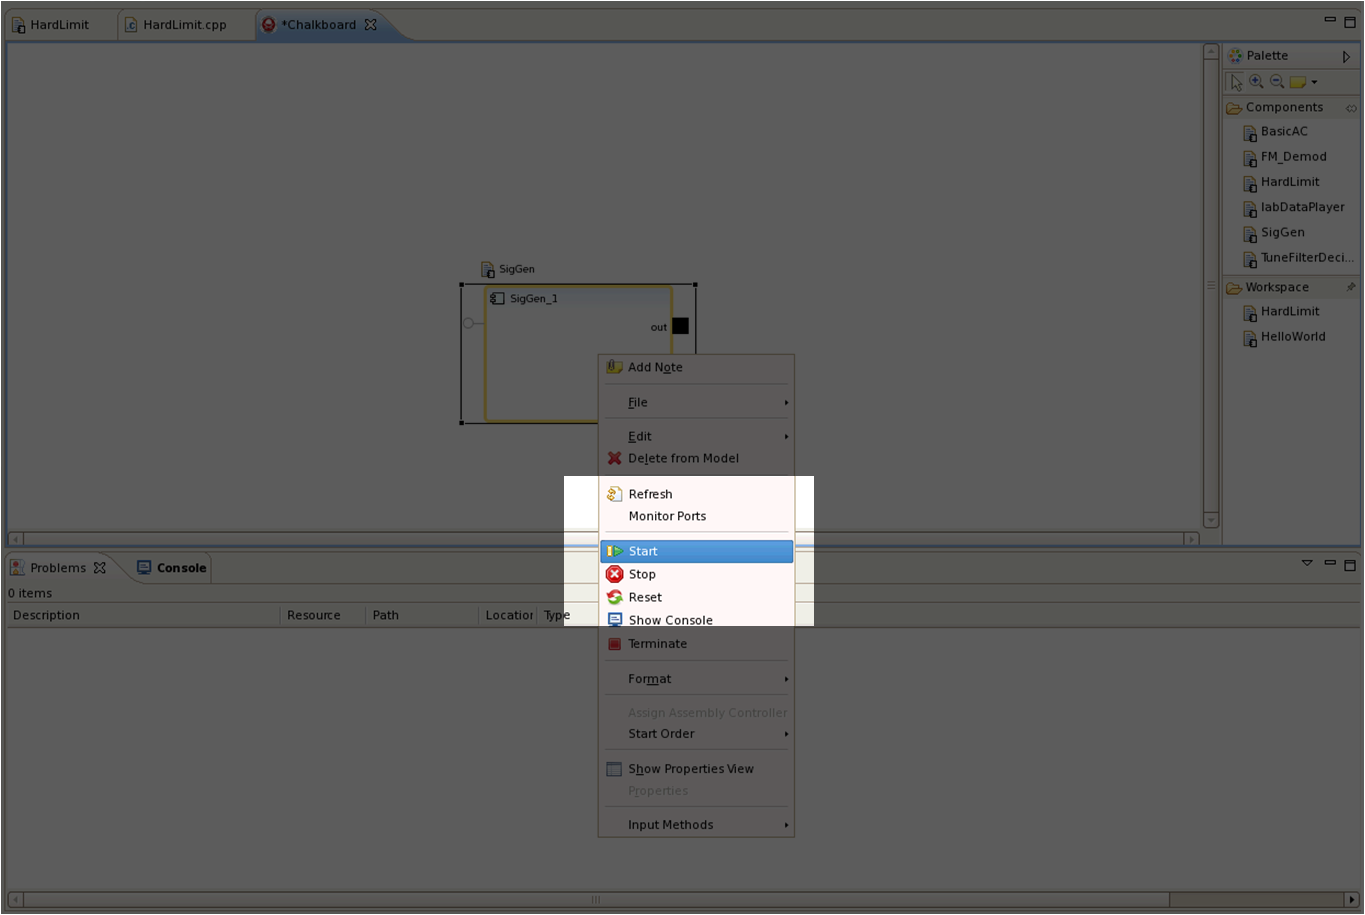 HardLimit
HardLimit.cpp
*Chalkboard
Palette
Components
BasicAC
FM_Demod
HardLimit
labDataPlayer
SigGen
TuneFilterDeci...
Workspace
HardLimit
HelloWorld
SigGen
SigGen_1
out
Add Note
File
Edit
Delete from Model
Refresh
Monitor Ports
Start
Stop
Reset
Show Console
Terminate
Format
Assign Assembly Controller
Start Order
Show Properties View
Properties
Input Methods
Problems
Console
0 items
Description Resource Path Location Type